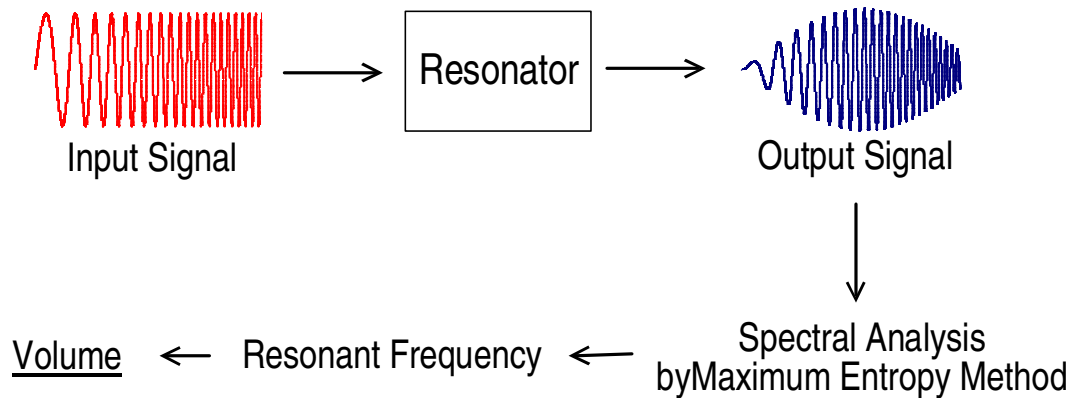 Resonator
Input Signal
Output Signal
Spectral Analysis
byMaximum Entropy Method
Resonant Frequency
Volume